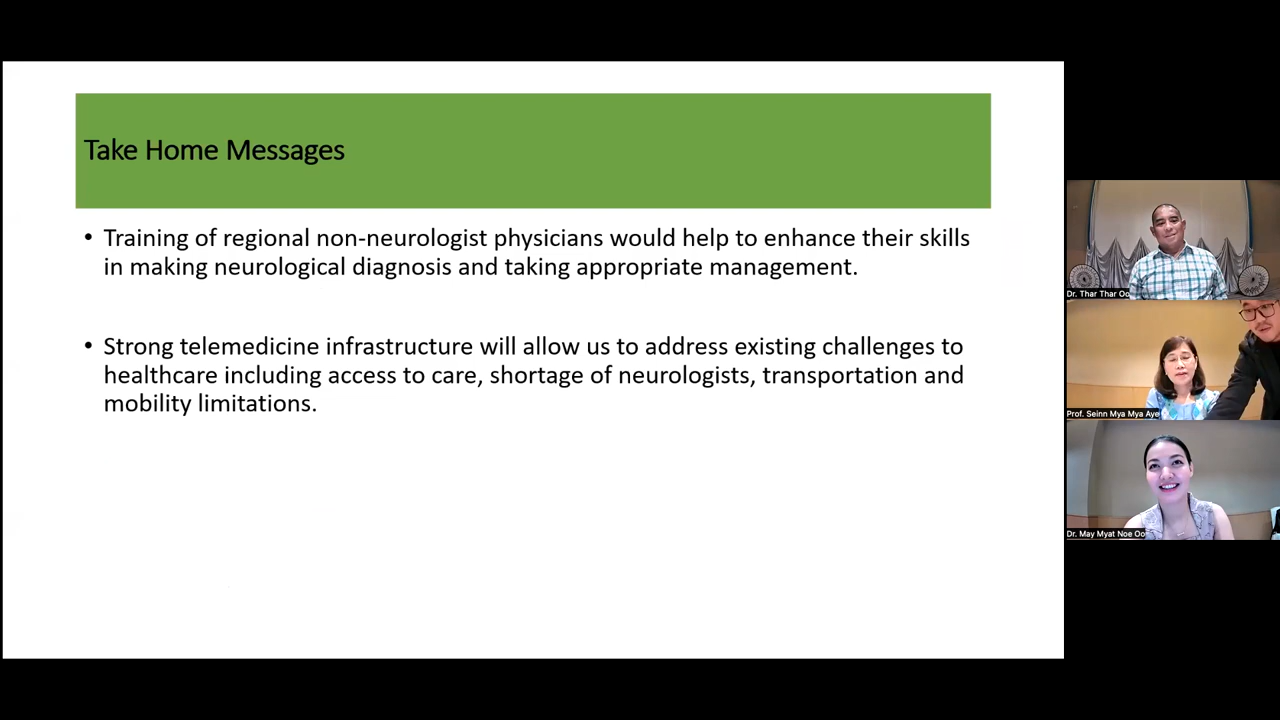 Take Home Messages
• Training of regional non-neurologist physicians would help to enhance their skills
in making neurological diagnosis and taking appropriate management.
• Strong telemedicine infrastructure will allow us to address existing challenges to
healthcare including access to care, shortage of neurologists, transportation and
mobility limitations.
Dr. Thar Thar Oo
Prof. Seinn Mya Mya Aye
Dr. May Myat Noe Oo